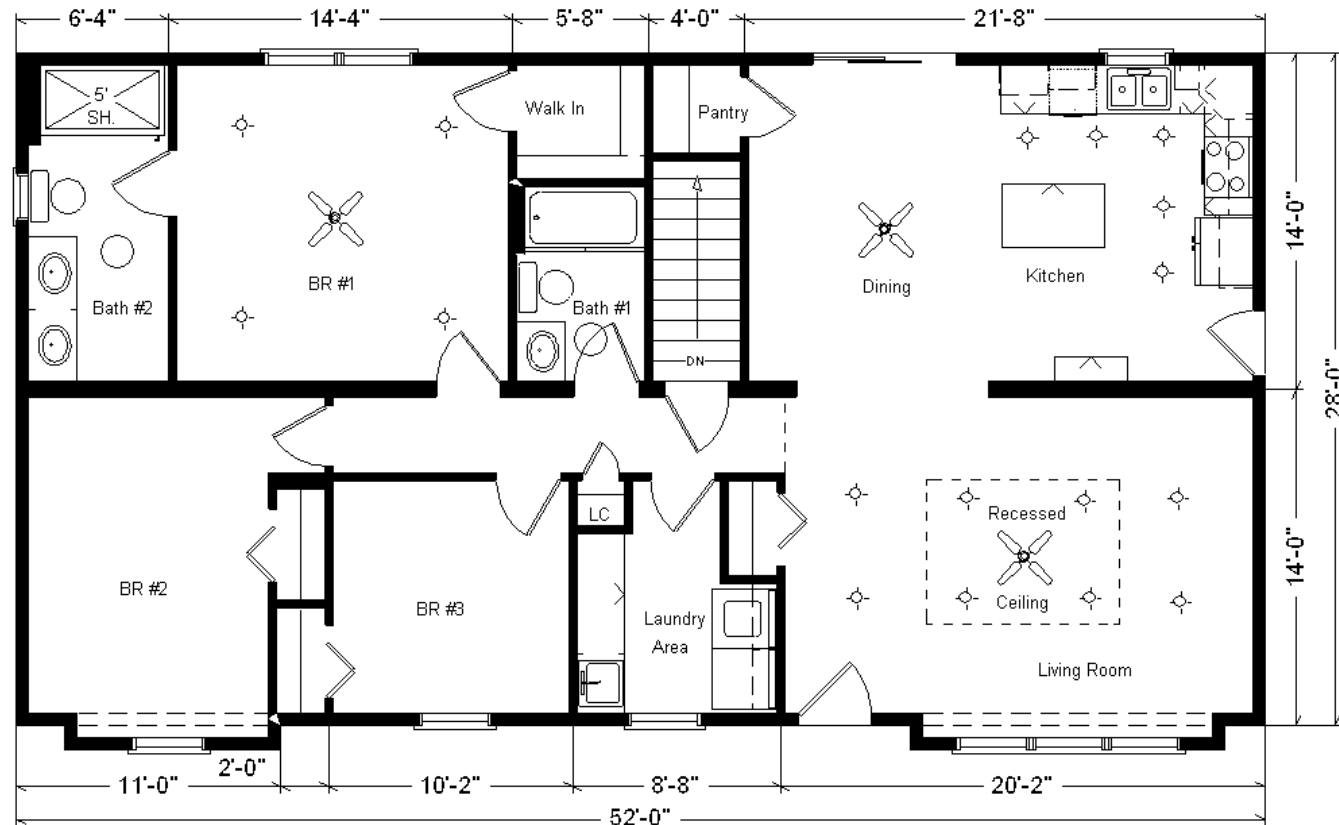 6'-4"
14'-4"
5'-8"
4'-0"
21'-8"
5'
SH.
Walk In
Pantry
14'-0"
Bath #2
BR #1
Bath #1
Dining
Kitchen
DN
28'-0"
LC
Recessed
Ceiling
BR #2
BR #3
Laundry
Area
Living Room
14'-0"
11'-0"
2'-0"
10'-2"
8'-8"
20'-2"
52'-0"